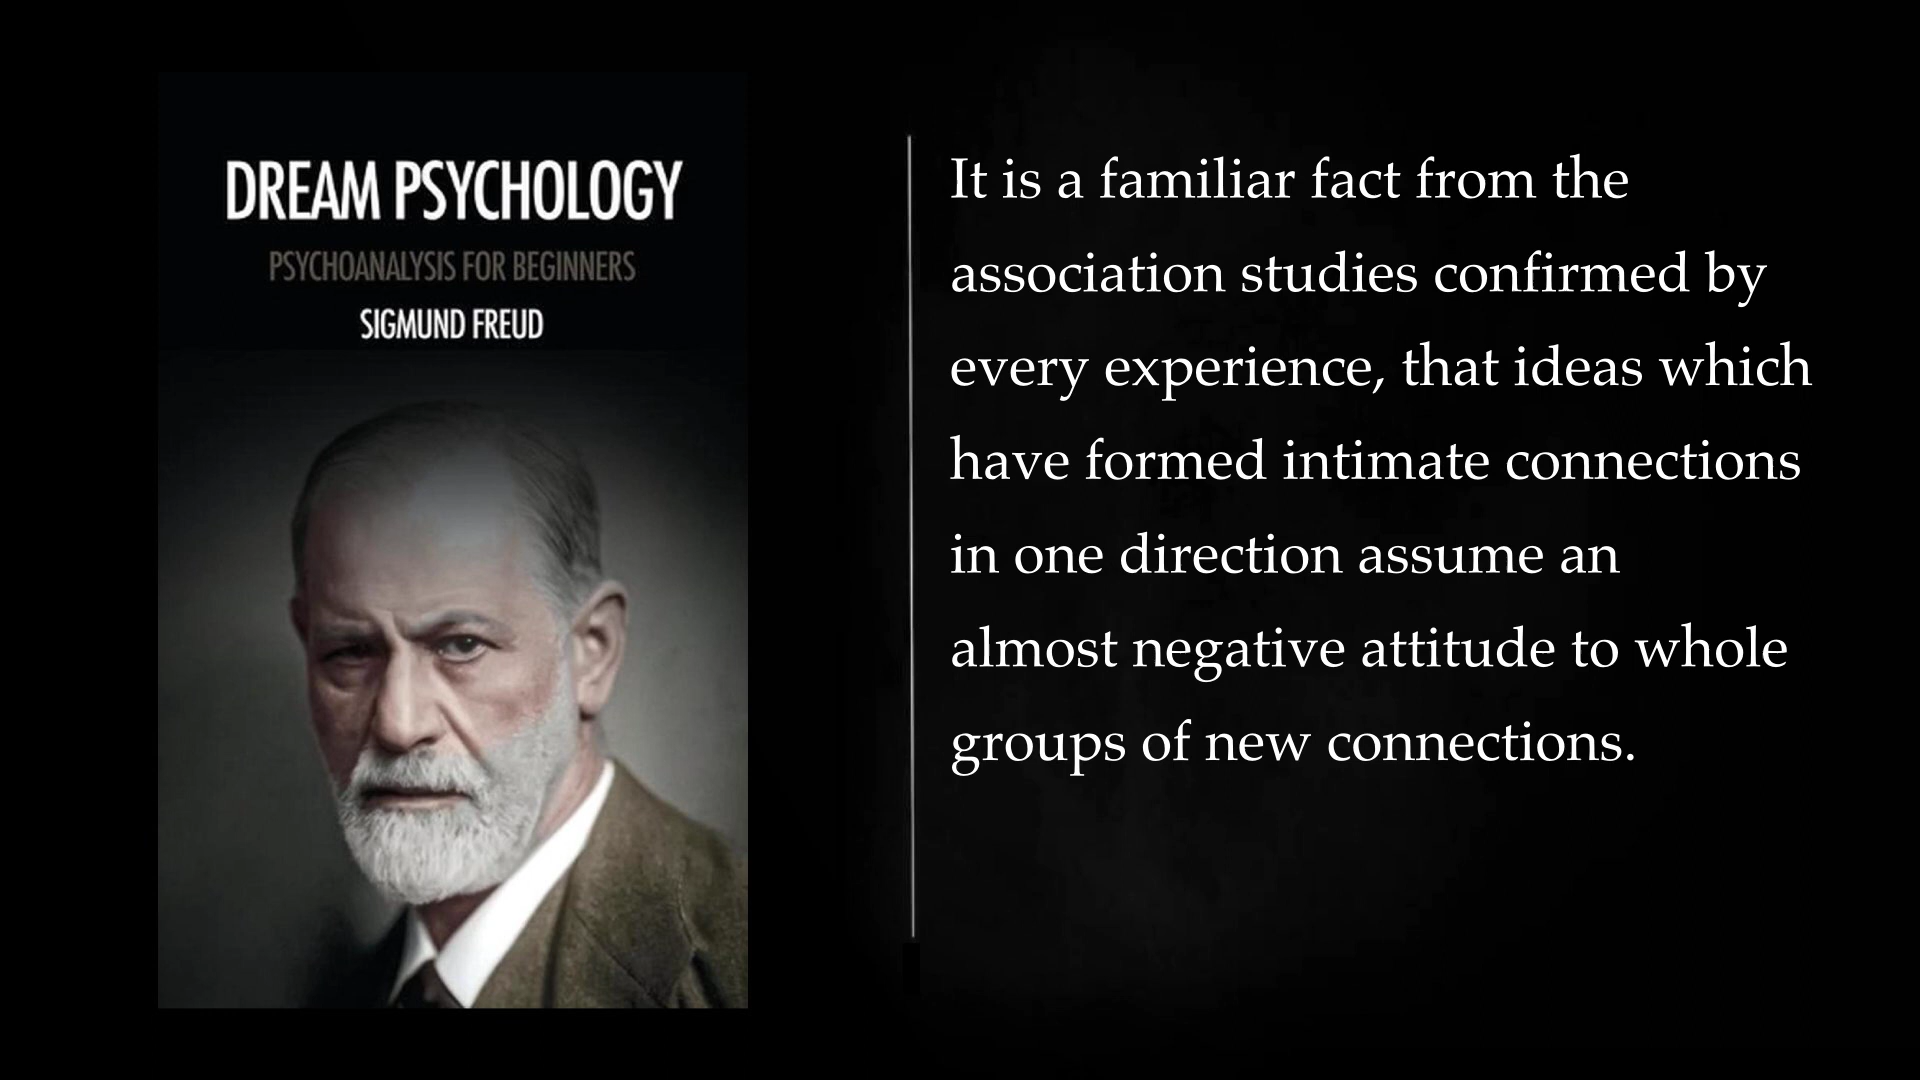 DREAM PSYCHOLOGY
PSYCHOANALYSIS FOR BEGINNERS
SIGMUND FREUD
It is a familiar fact from the
association studies confirmed by
every experience, that ideas which
have formed intimate connections
in one direction assume an
almost negative attitude to whole
groups of new connections.